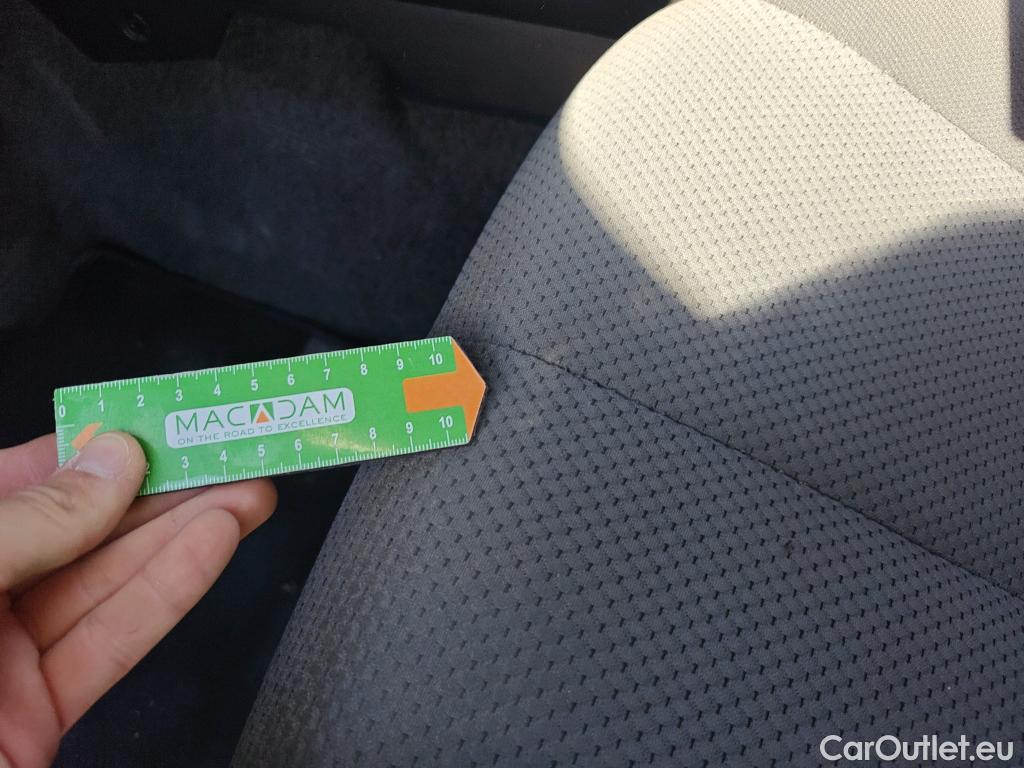 0 1 2 3 4 5 6 7 8 9 10
MACADAM
ON THE ROAD TO EXCELLENCE
3 4 5 6 7 8 9 10
CarOutlet.eu